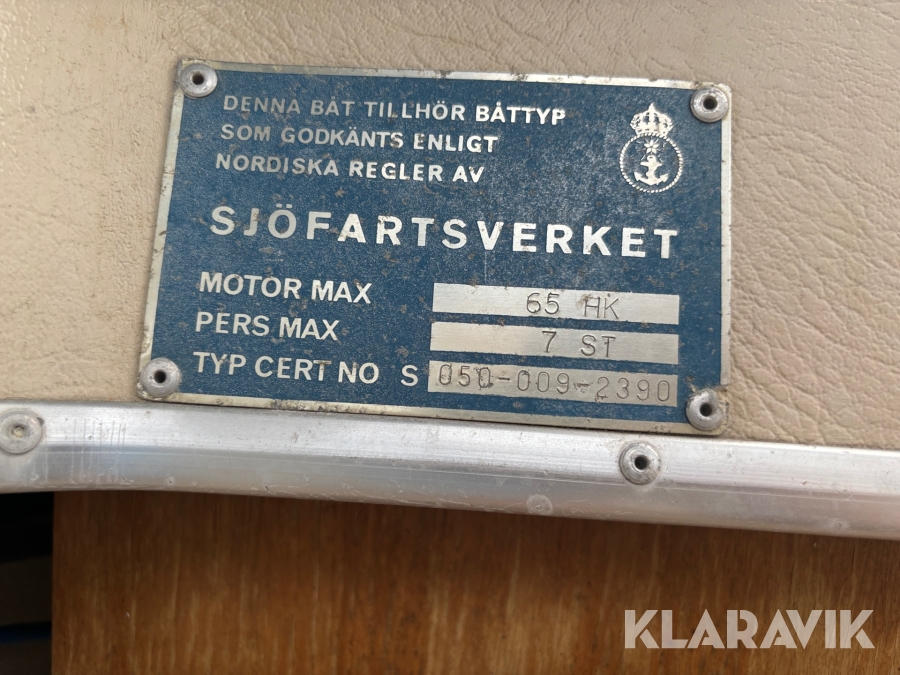 DENNA BÅT TILLHÖR BÅTTYP
SOM GODKÄNTS ENLIGT
NORDISKA REGLER AV
SJÖFARTSVERKET
MOTOR MAX 65 HK
PERS MAX 7 ST
TYP CERT NO S 050-009-2390
KLARAVIK